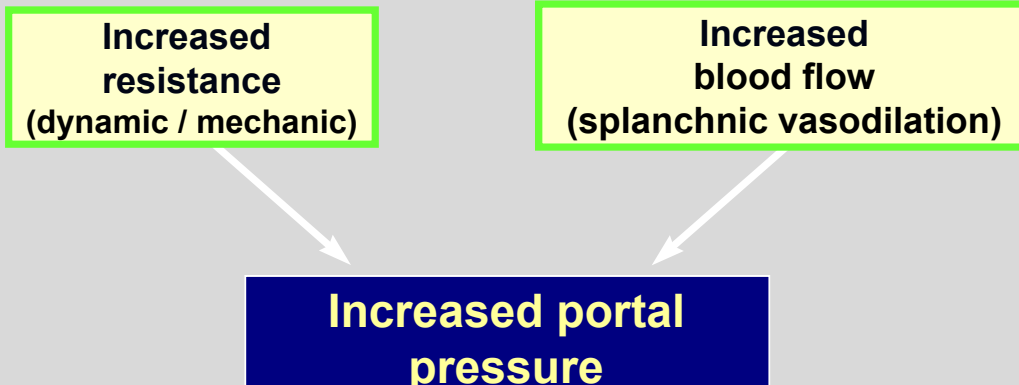 Increased
resistance
(dynamic / mechanic)
Increased
blood flow
(splanchnic vasodilation)
Increased portal
pressure